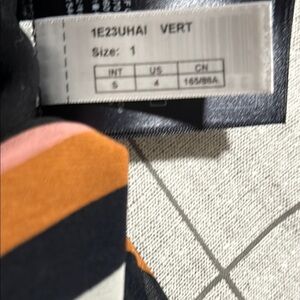 1E23UHAI VERT
Size: 1
INT US CN
S 4 165/88A